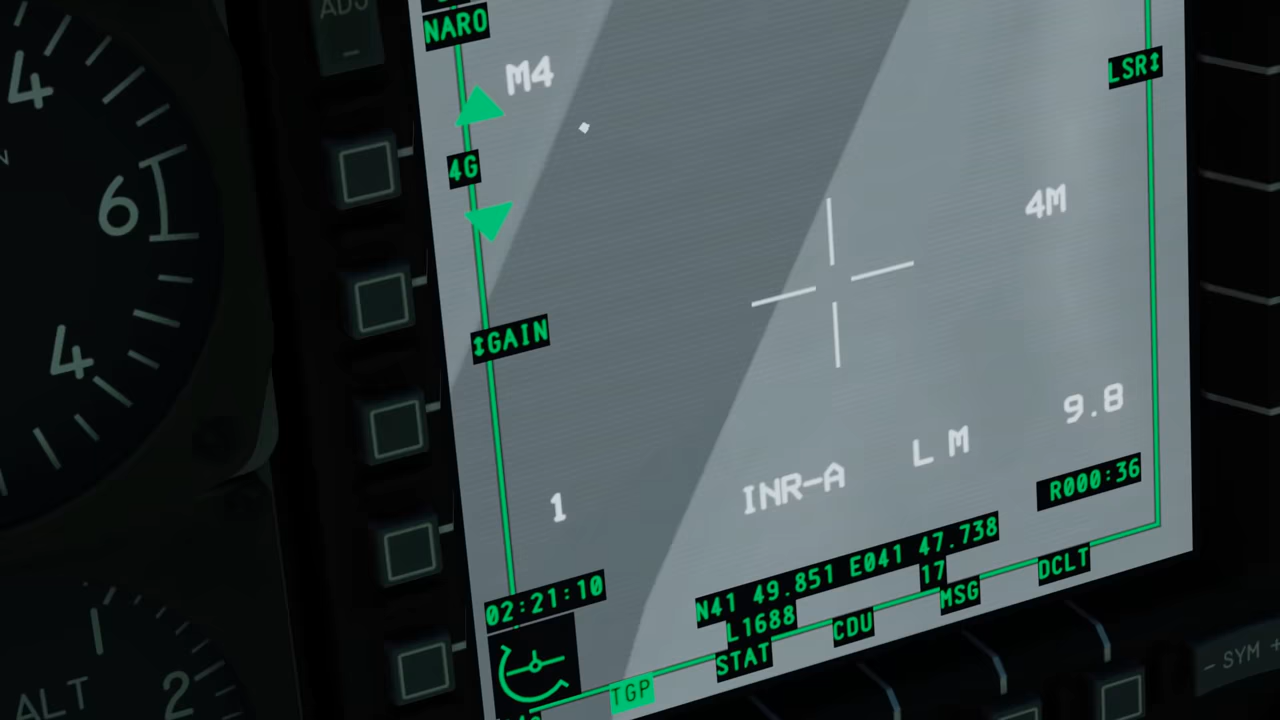 ADJ
NARO
M4
LSR↕
4
4G
6
4M
↕GAIN
4
9.8
L M
INR-A
1
R000:36
N41 49.851 E041 47.738
17
02:21:10
L1688
MSG
DCLT
CDU
STAT
TGP
ALT
2
- SYM +